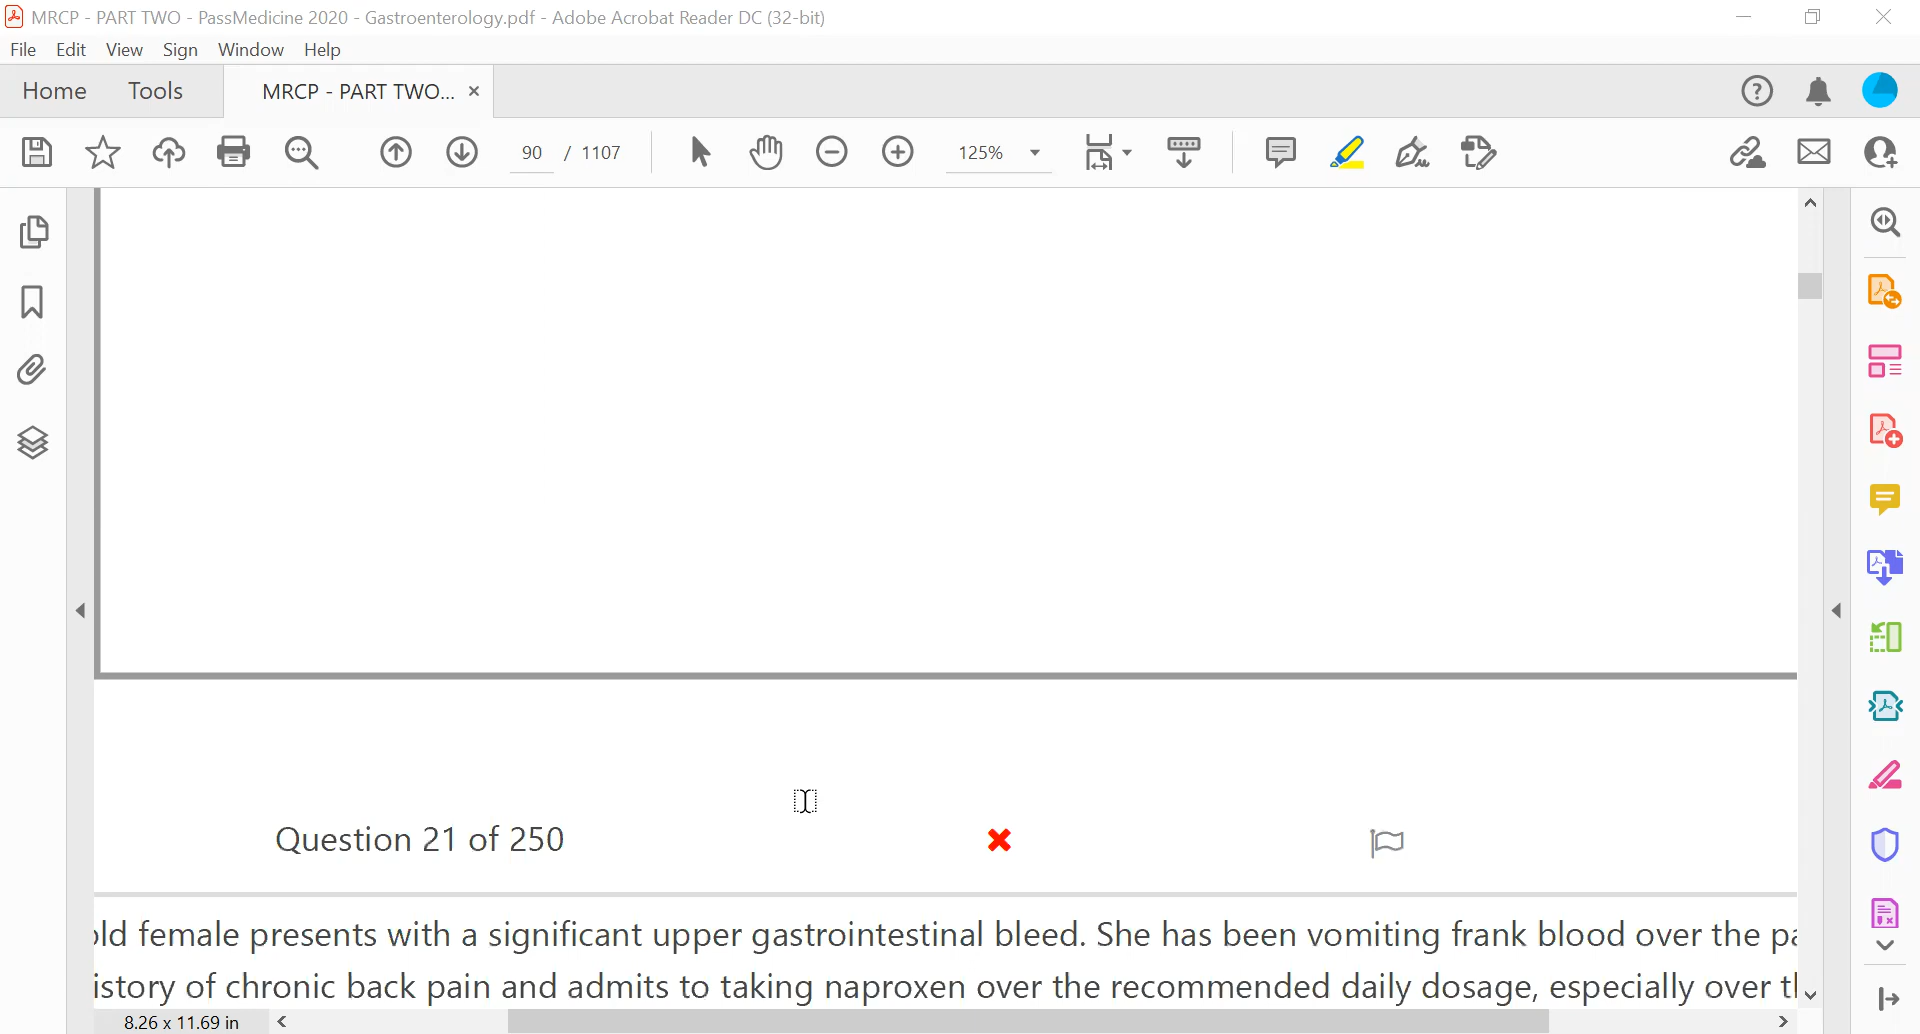 MRCP - PART TWO - PassMedicine 2020 - Gastroenterology.pdf - Adobe Acrobat Reader DC (32-bit)
File Edit View Sign Window Help
Home Tools MRCP - PART TWO... ×
90 / 1107 125%
Question 21 of 250
ld female presents with a significant upper gastrointestinal bleed. She has been vomiting frank blood over the
istory of chronic back pain and admits to taking naproxen over the recommended daily dosage, especially over
8.26 x 11.69 in